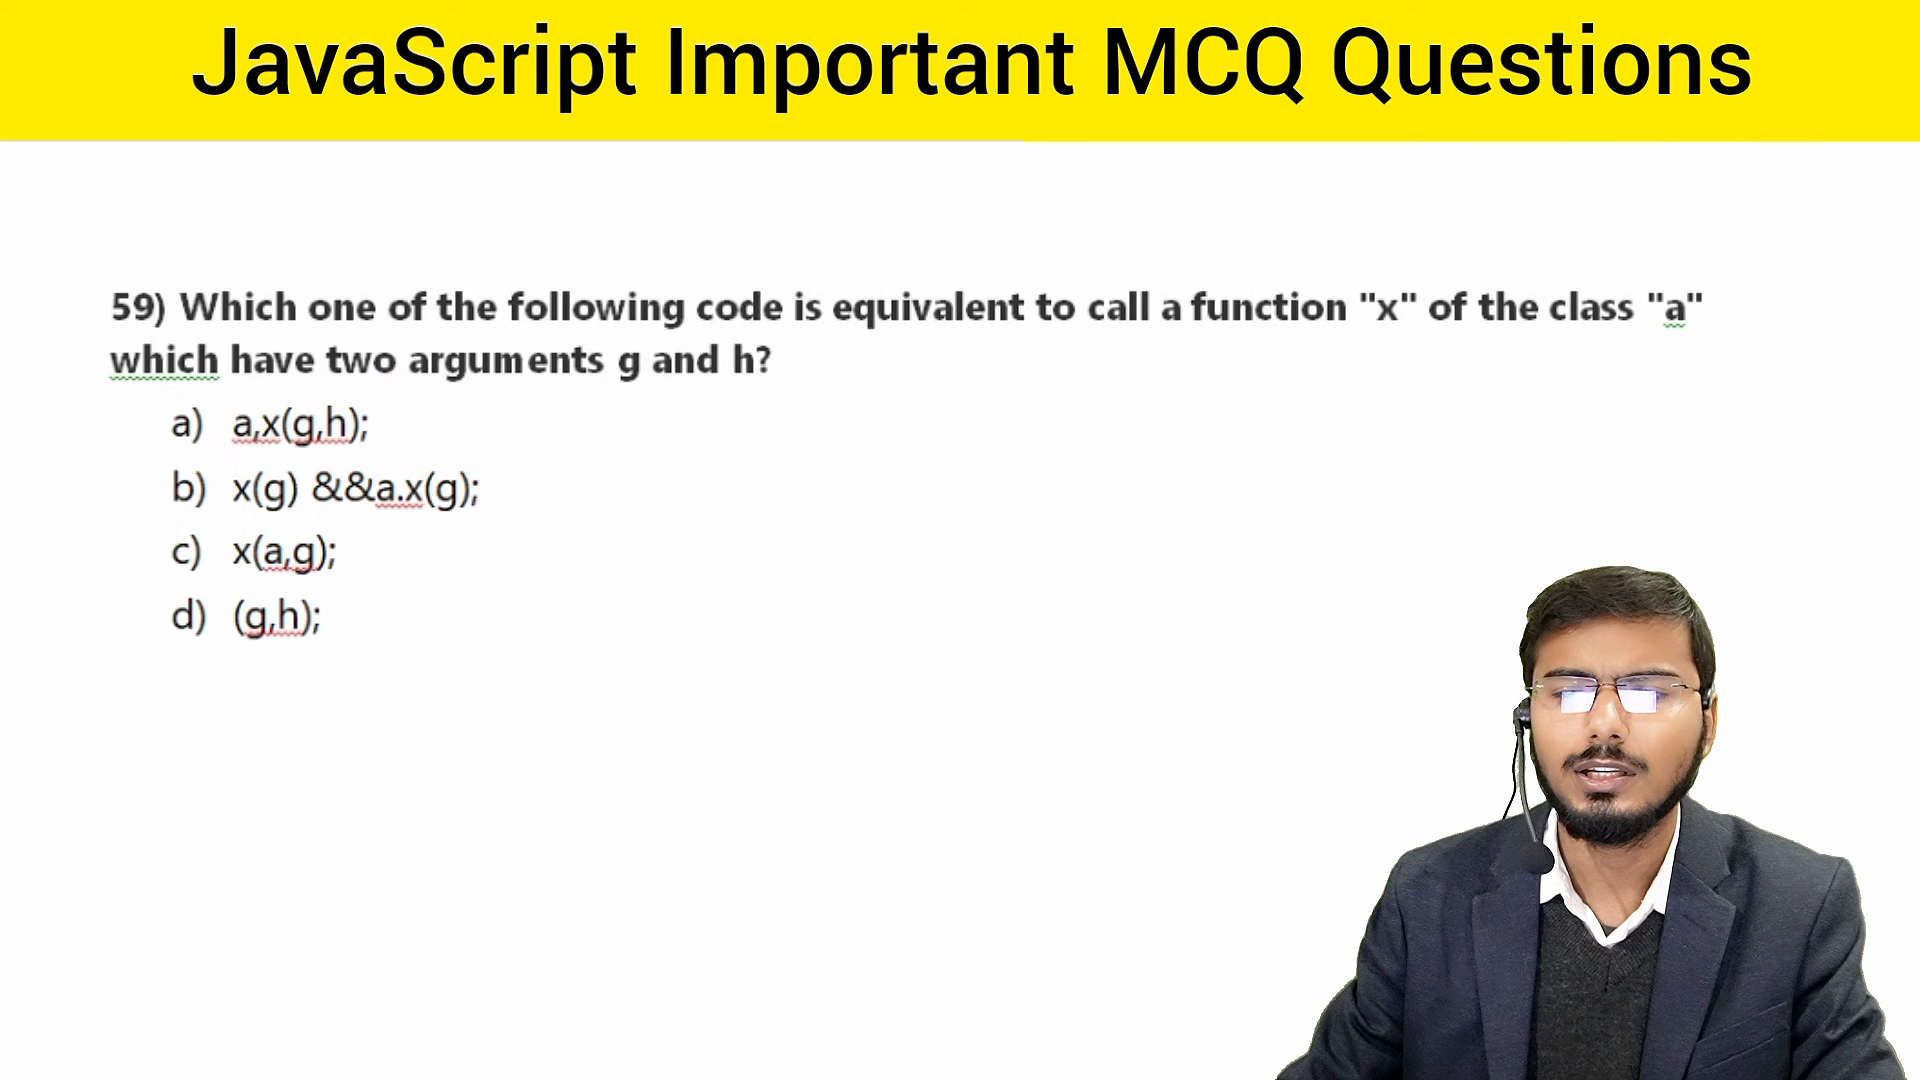 JavaScript Important MCQ Questions
59) Which one of the following code is equivalent to call a function "x" of the class "a"
which have two arguments g and h?
a) a,x(g,h);
b) x(g) &&a.x(g);
c) x(a,g);
d) (g,h);